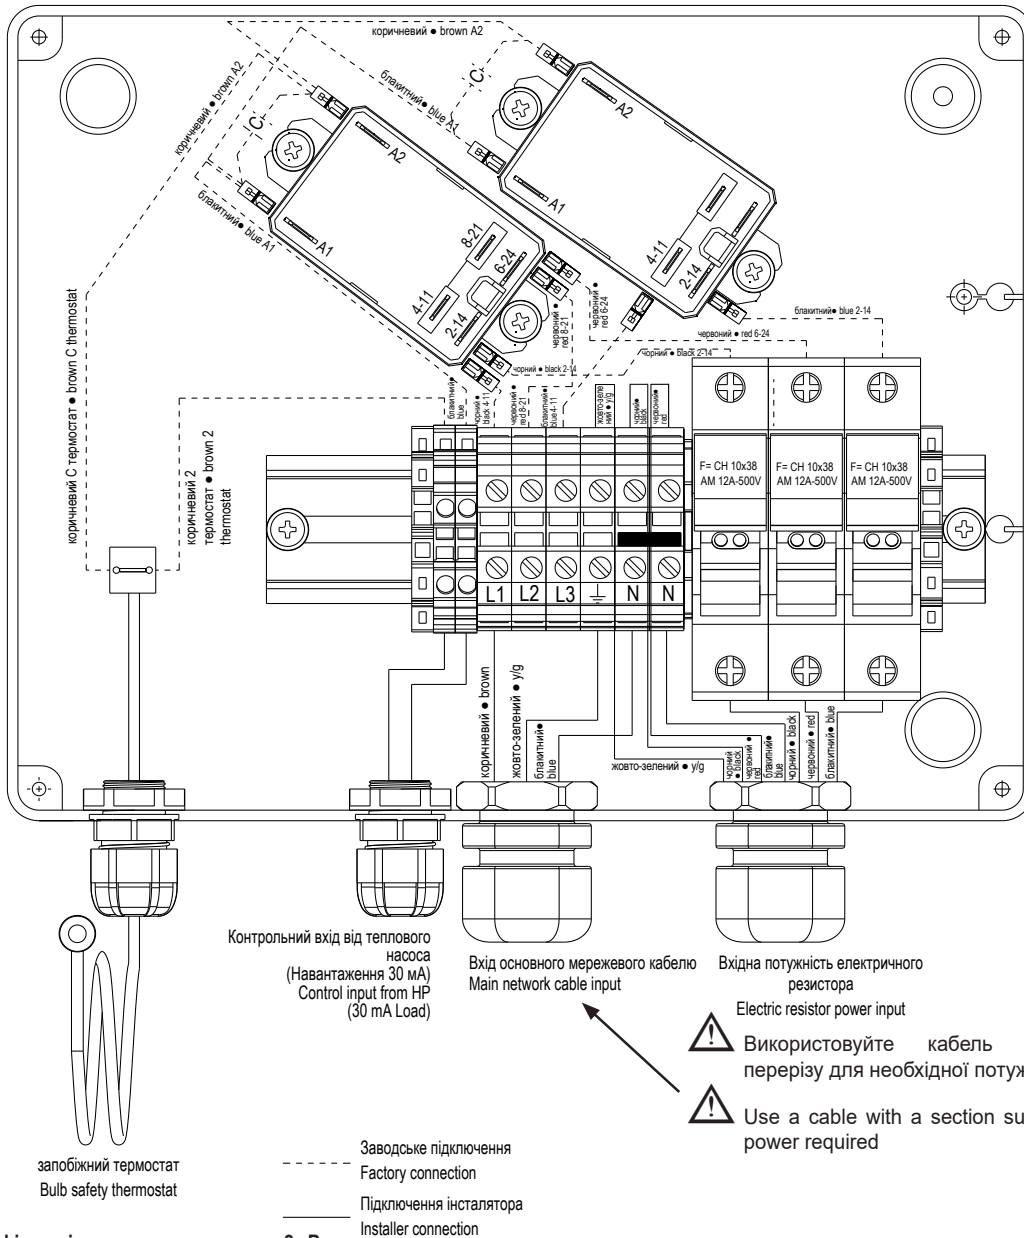 коричневий ● brown A2
коричневий ● brown A2
блакитний● blue A1
C
C
A2
A1
A2
A1
блакитний● blue A1
4-11
2-14
8-21
6-24
4-11
2-14
червоний ●
red 8-21
червоний ●
red 6-24
блакитний● blue 2-14
червоний ● red 6-24
чорний ● black 2-14
чорний ● black 2-14
коричневий С термостат ● brown C thermostat
коричневий 2
термостат ● brown 2
thermostat
блакитний●
blue
чорний ●
black 4-11
червоний ●
red 8-21
блакитний●
blue 4-11
жовто-зеле
ний ● y/g
чорний●
black
червоний●
red
F= CH 10x38
AM 12A-500V
F= CH 10x38
AM 12A-500V
F= CH 10x38
AM 12A-500V
L1
L2
L3
N
N
коричневий ● brown
жовто-зелений ● y/g
блакитний●
blue
жовто-зелений ● y/g
чорний
● black
червоний ●
red
блакитний●
blue
чорний ● black
червоний ● red
блакитний● blue
Контрольний вхід від теплового
насоса
(Навантаження 30 мА)
Control input from HP
(30 mA Load)
Вхід основного мережевого кабелю
Main network cable input
Вхідна потужність електричного
резистора
Electric resistor power input
Використовуйте кабель
перерізу для необхідної
Use a cable with a section
power required
запобіжний термостат
Bulb safety thermostat
Заводське підключення
Factory connection
Підключення інсталятора
Installer connection